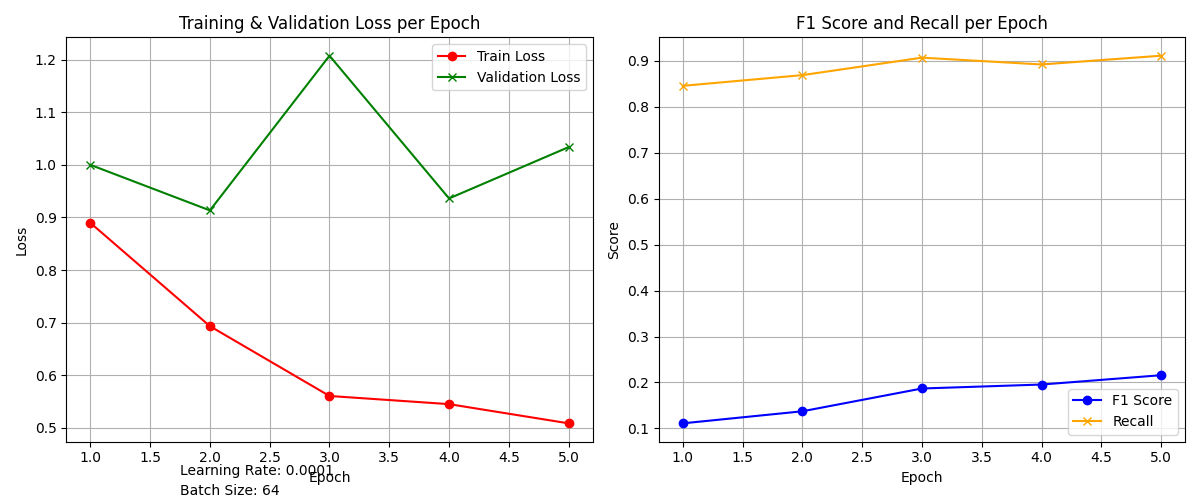 Training & Validation Loss per Epoch
Train Loss
Validation Loss
Loss
1.2
1.1
1.0
0.9
0.8
0.7
0.6
0.5
1.0 1.5 2.0 2.5 3.0 3.5 4.0 4.5 5.0
Epoch
Learning Rate: 0.0001
Batch Size: 64
F1 Score and Recall per Epoch
Score
0.9
0.8
0.7
0.6
0.5
0.4
0.3
0.2
0.1
F1 Score
Recall
1.0 1.5 2.0 2.5 3.0 3.5 4.0 4.5 5.0
Epoch